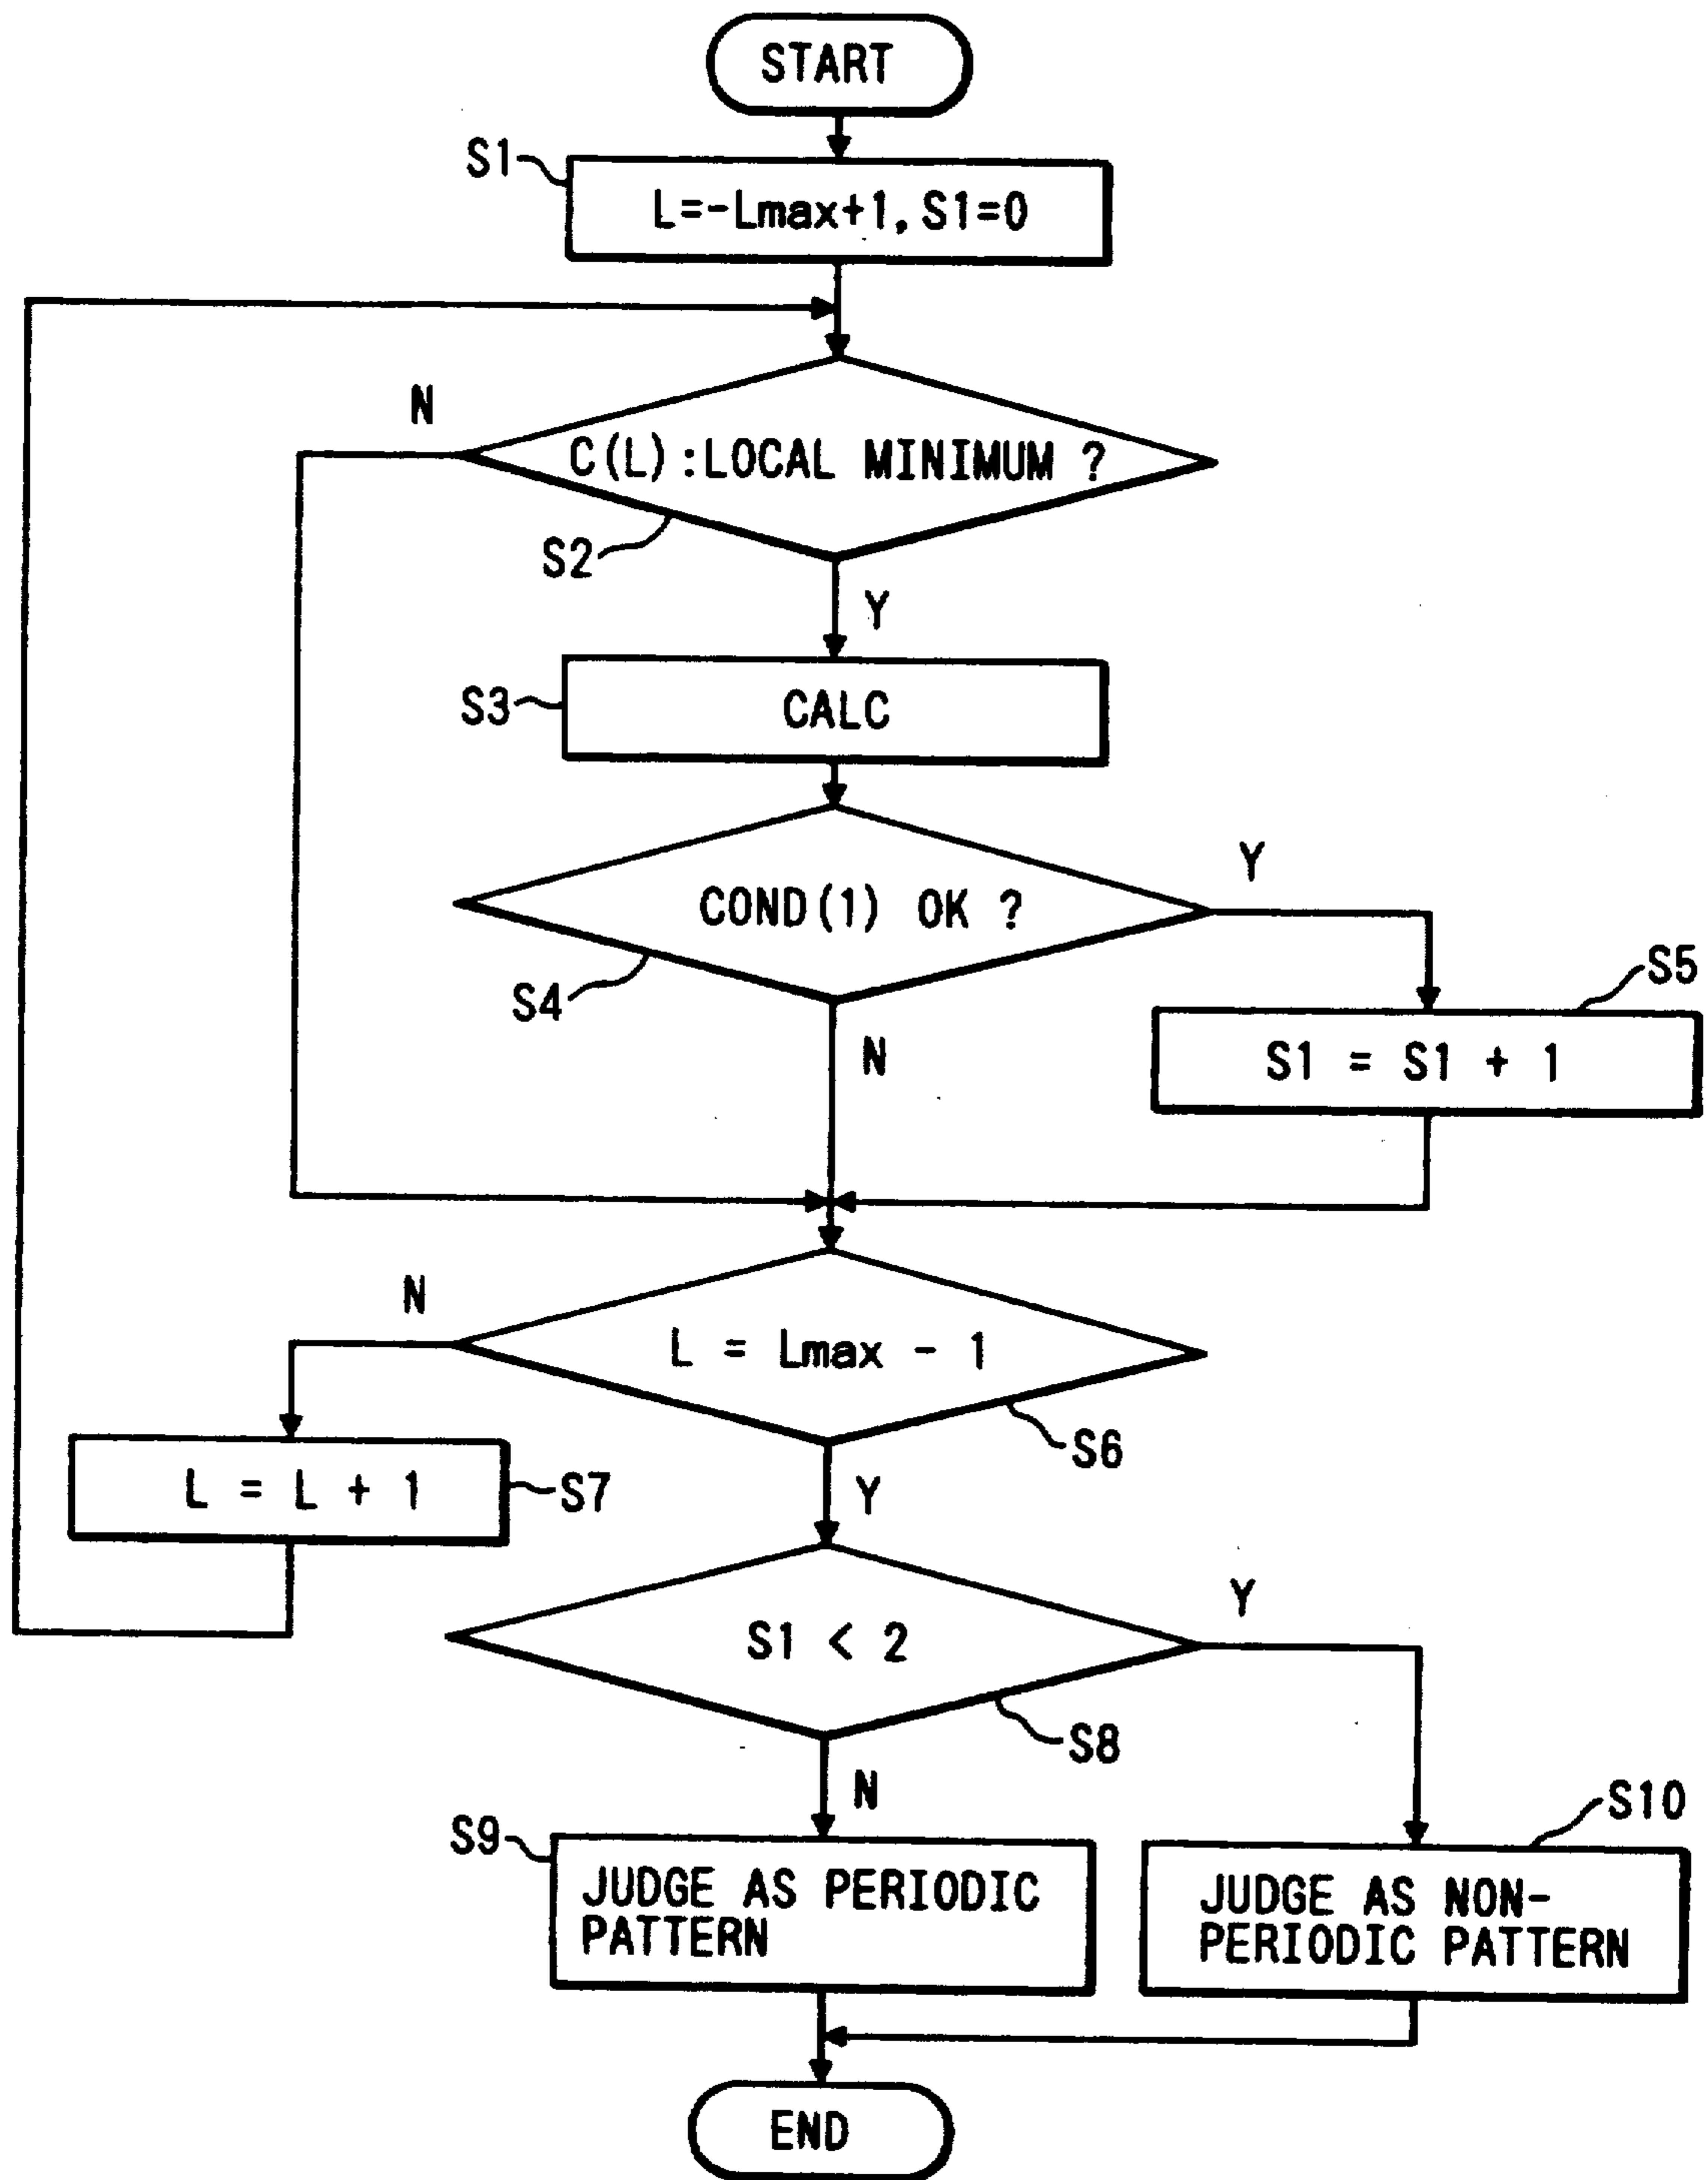 START
S1
L=-Lmax+1, S1=0
N
C(L):LOCAL MINIMUM ?
S2
Y
S3
CALC
Y
COND(1) OK ?
S4
S5
N
S1 = S1 + 1
N
L = Lmax - 1
S6
L = L + 1
S7
Y
Y
S1 < 2
S8
N
S10
S9
JUDGE AS PERIODIC
PATTERN
JUDGE AS NON-
PERIODIC PATTERN
END